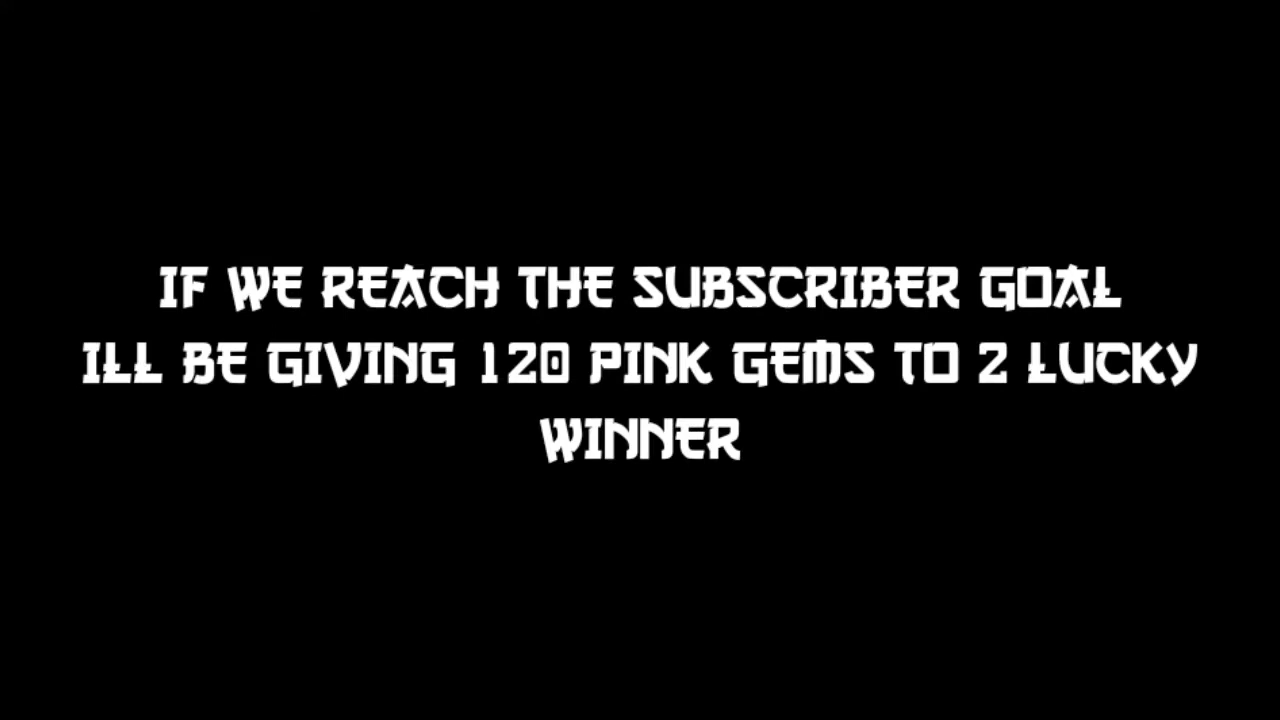 IF WE REACH THE SUBSCRIBER GOAL
ILL BE GIVING 120 PINK GEMS TO 2 LUCKY
WINNER